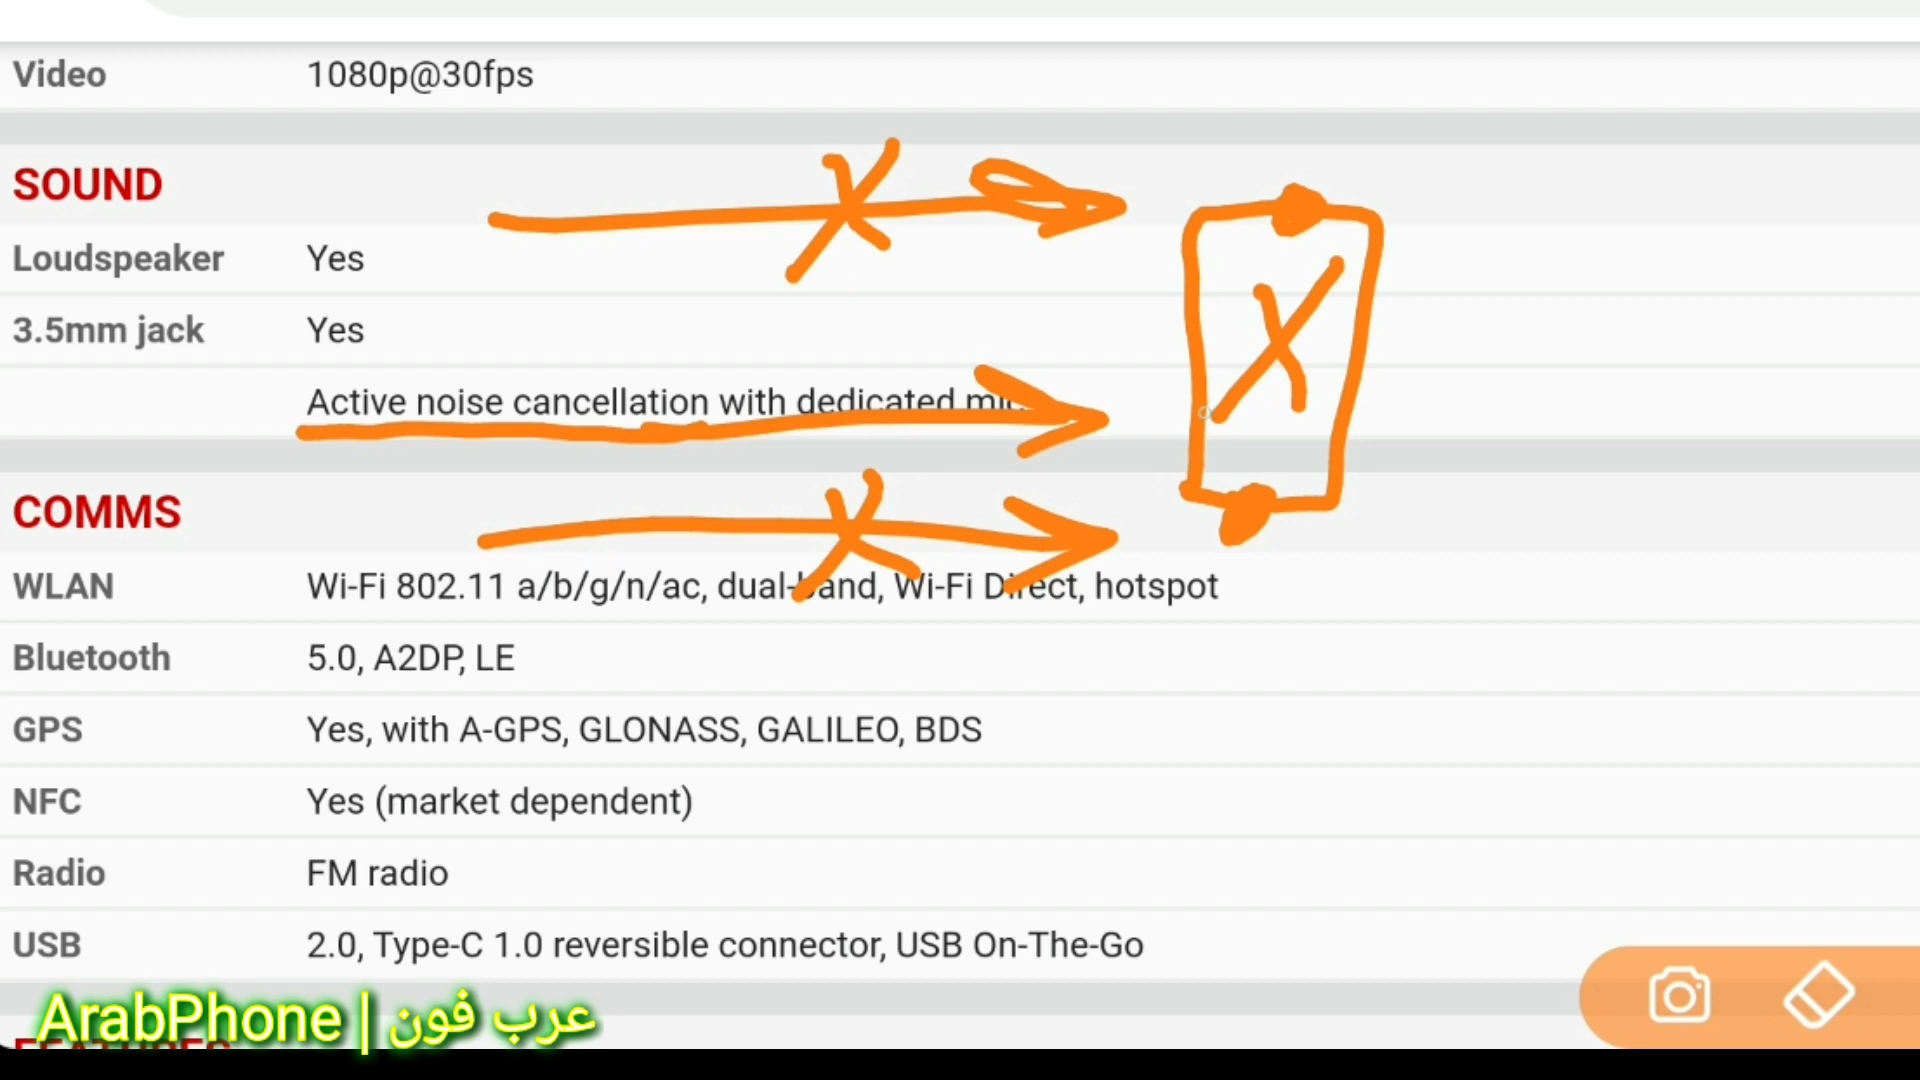 Video 1080p@30fps
SOUND
Loudspeaker Yes
3.5mm jack Yes
Active noise cancellation with dedicated mic
COMMS
WLAN Wi-Fi 802.11 a/b/g/n/ac, dual-band, Wi-Fi Direct, hotspot
Bluetooth 5.0, A2DP, LE
GPS Yes, with A-GPS, GLONASS, GALILEO, BDS
NFC Yes (market dependent)
Radio FM radio
USB 2.0, Type-C 1.0 reversible connector, USB On-The-Go
ArabPhone | عرب فون
FEATURES